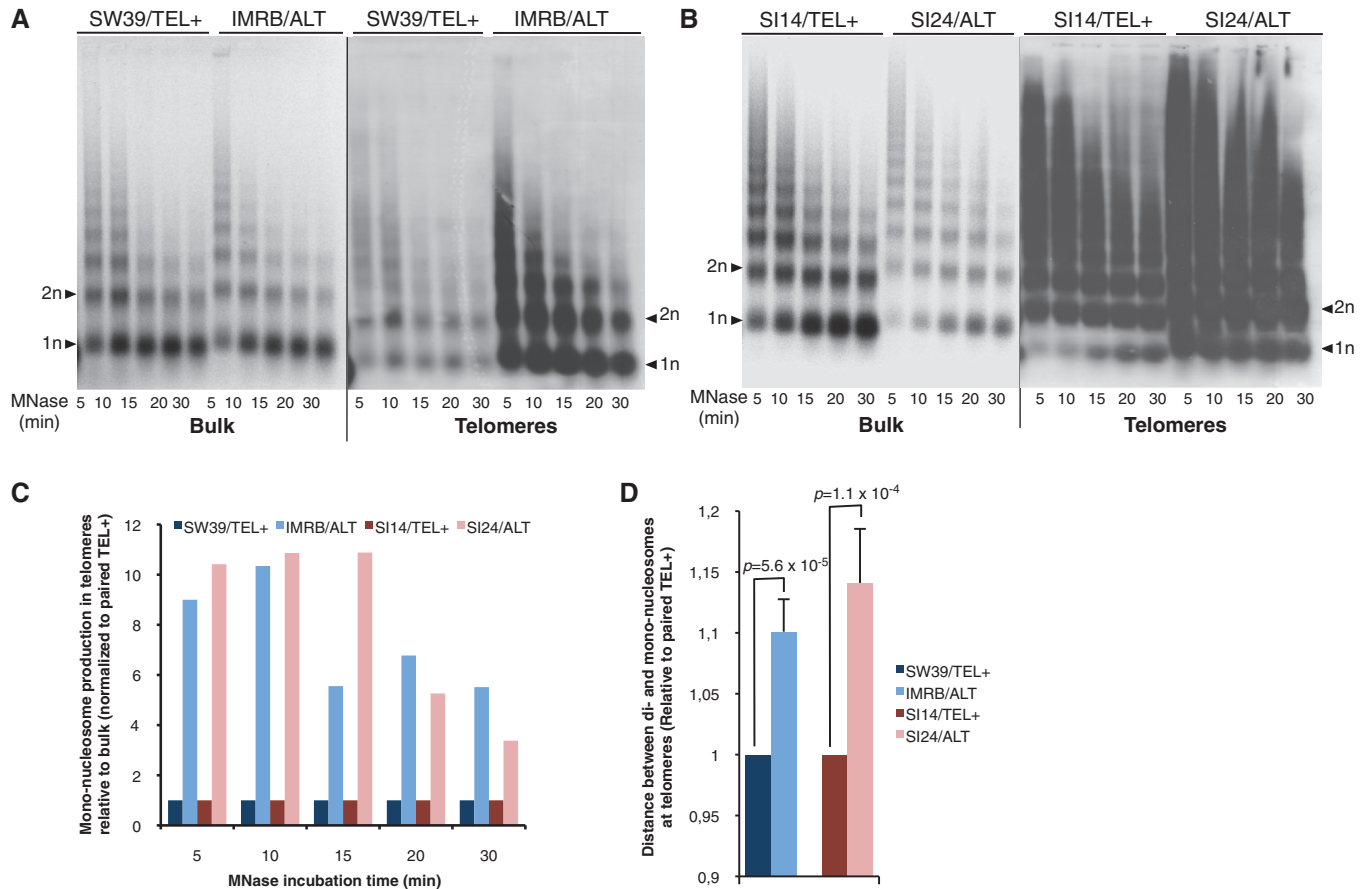 A
SW39/TEL+ IMRB/ALT SW39/TEL+ IMRB/ALT
2n
1n
2n
1n
MNase 5 10 15 20 30 5 10 15 20 30 5 10 15 20 30 5 10 15 20 30
(min)
Bulk Telomeres
B
SI14/TEL+ SI24/ALT SI14/TEL+ SI24/ALT
2n
1n
2n
1n
MNase 5 10 15 20 30 5 10 15 20 30 5 10 15 20 30 5 10 15 20 30
(min)
Bulk Telomeres
C
Mono-nucleosome production in telomeres
relative to bulk (normalized to paired TEL+)
SW39/TEL+ IMRB/ALT SI14/TEL+ SI24/ALT
12
10
8
6
4
2
0
5 10 15 20 30
MNase incubation time (min)
D
Distance between di- and mono-nucleosomes
at telomeres (Relative to paired TEL+)
p=1.1 x 10-4
p=5.6 x 10-5
1,2
1,15
1,1
1,05
1
0,95
0,9
SW39/TEL+
IMRB/ALT
SI14/TEL+
SI24/ALT